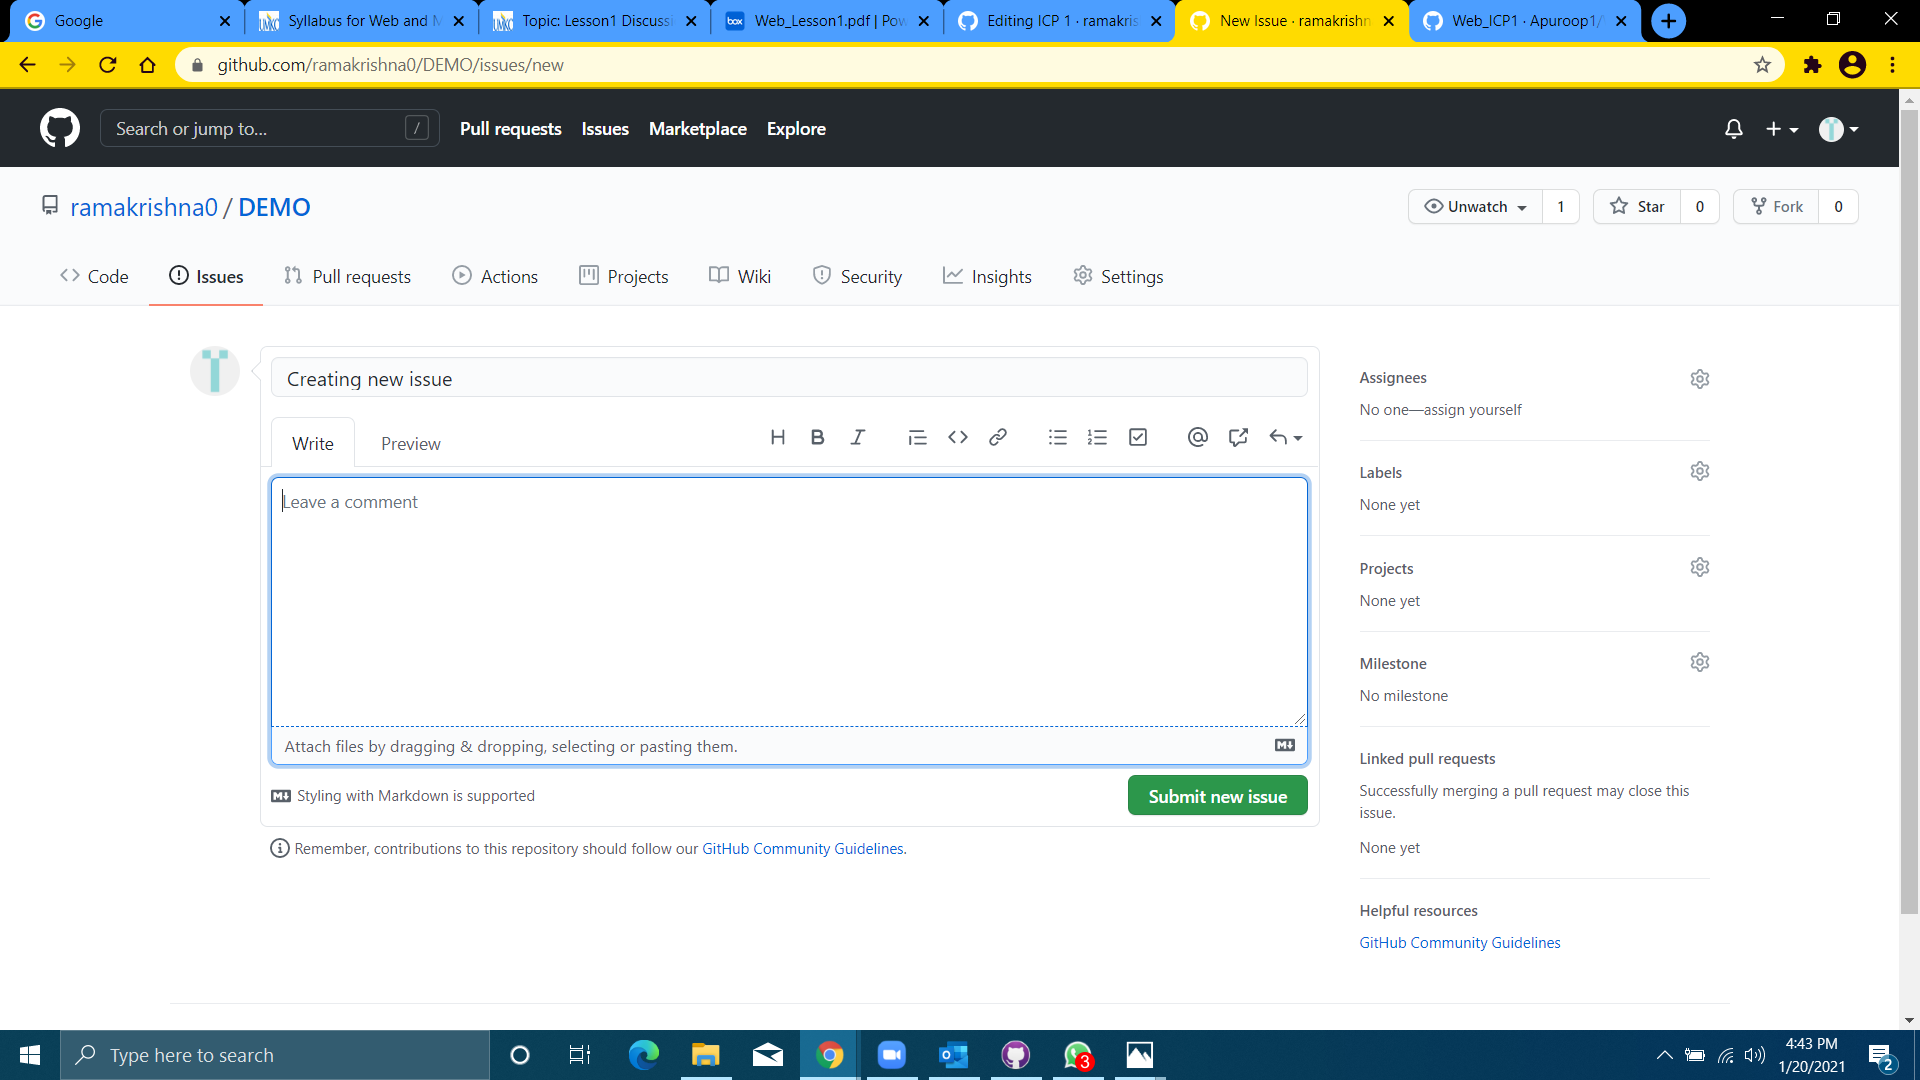 Google
Syllabus for Web and M
Topic: Lesson1 Discussi
box Web_Lesson1.pdf | Pow
Editing ICP 1 · ramakris
New Issue · ramakrishn
Web_ICP1 · Apuroop1/
github.com/ramakrishna0/DEMO/issues/new
Search or jump to... /
Pull requests Issues Marketplace Explore
ramakrishna0 / DEMO
Unwatch 1 Star 0 Fork 0
Code Issues Pull requests Actions Projects Wiki Security Insights Settings
Creating new issue
Write Preview
Leave a comment
Attach files by dragging & dropping, selecting or pasting them.
Styling with Markdown is supported
Submit new issue
Remember, contributions to this repository should follow our GitHub Community Guidelines.
Assignees
No one—assign yourself
Labels
None yet
Projects
None yet
Milestone
No milestone
Linked pull requests
Successfully merging a pull request may close this
issue.
None yet
Helpful resources
GitHub Community Guidelines
Type here to search
3
4:43 PM
1/20/2021
2